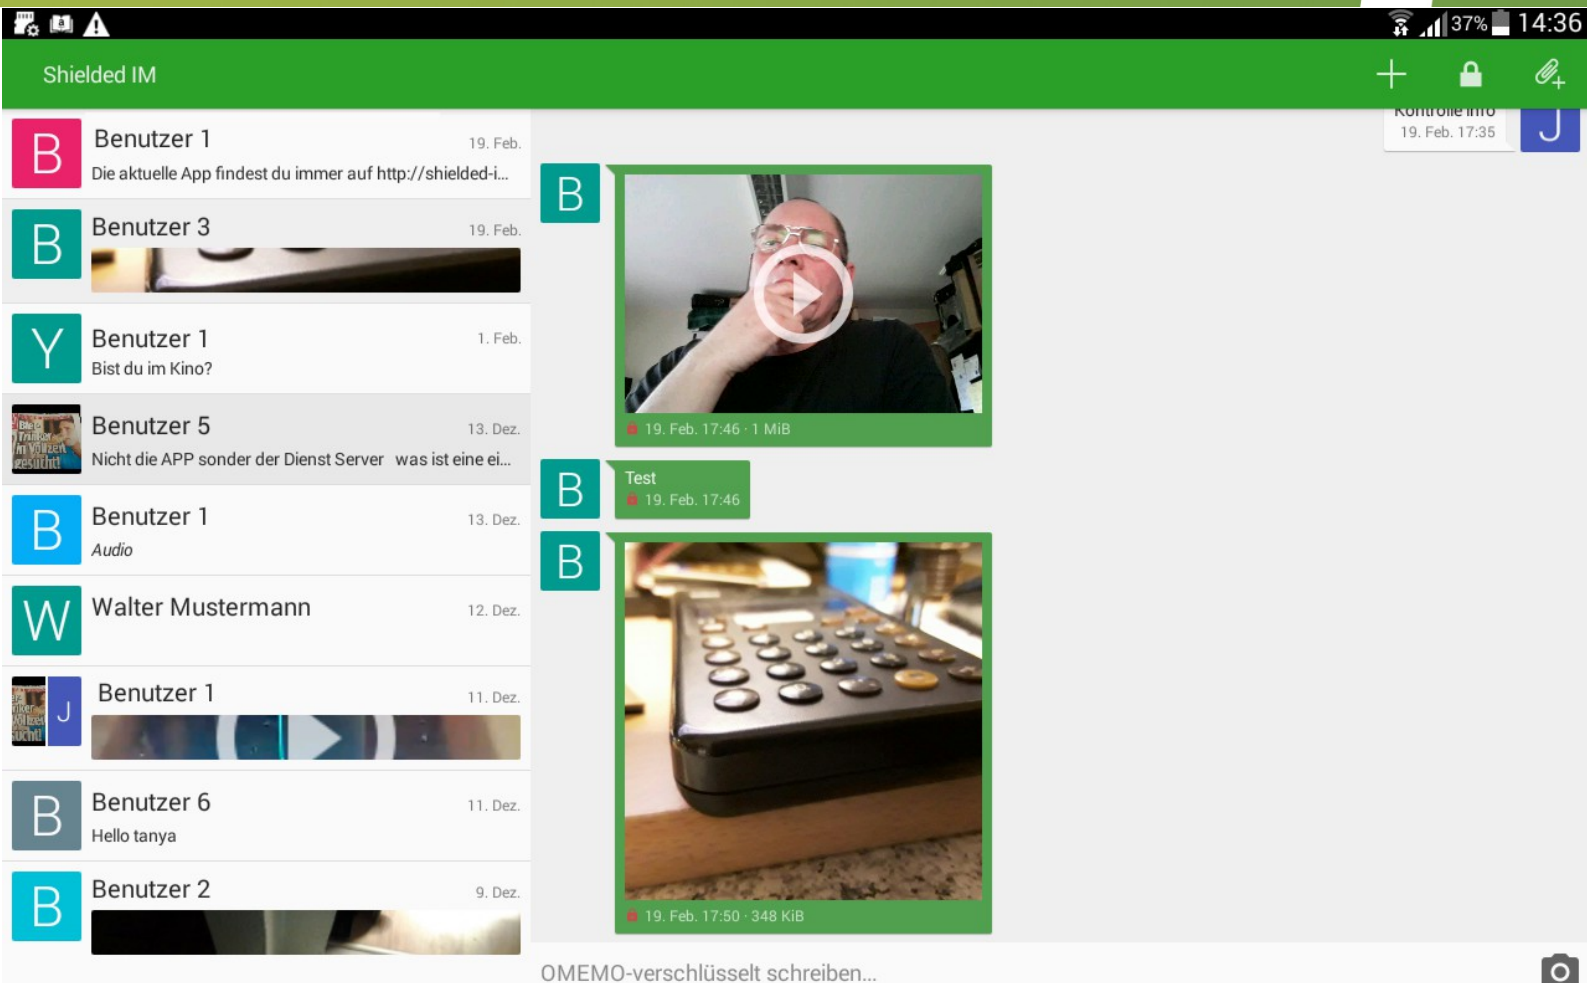 37% 14:36
Shielded IM
B
Benutzer 1
19. Feb.
Die aktuelle App findest du immer auf http://shielded-i...
B
Benutzer 3
19. Feb.
Y
Benutzer 1
1. Feb.
Bist du im Kino?
Trinker
gesucht!
Benutzer 5
13. Dez.
Nicht die APP sonder der Dienst Server was ist eine ei...
B
Benutzer 1
13. Dez.
Audio
W
Walter Mustermann
12. Dez.
J
Benutzer 1
11. Dez.
B
Benutzer 6
11. Dez.
Hello tanya
B
Benutzer 2
9. Dez.
Kontrolle info
19. Feb. 17:35
J
B
19. Feb. 17:46 · 1 MiB
B
Test
19. Feb. 17:46
B
19. Feb. 17:50 · 348 KiB
OMEMO-verschlüsselt schreiben...